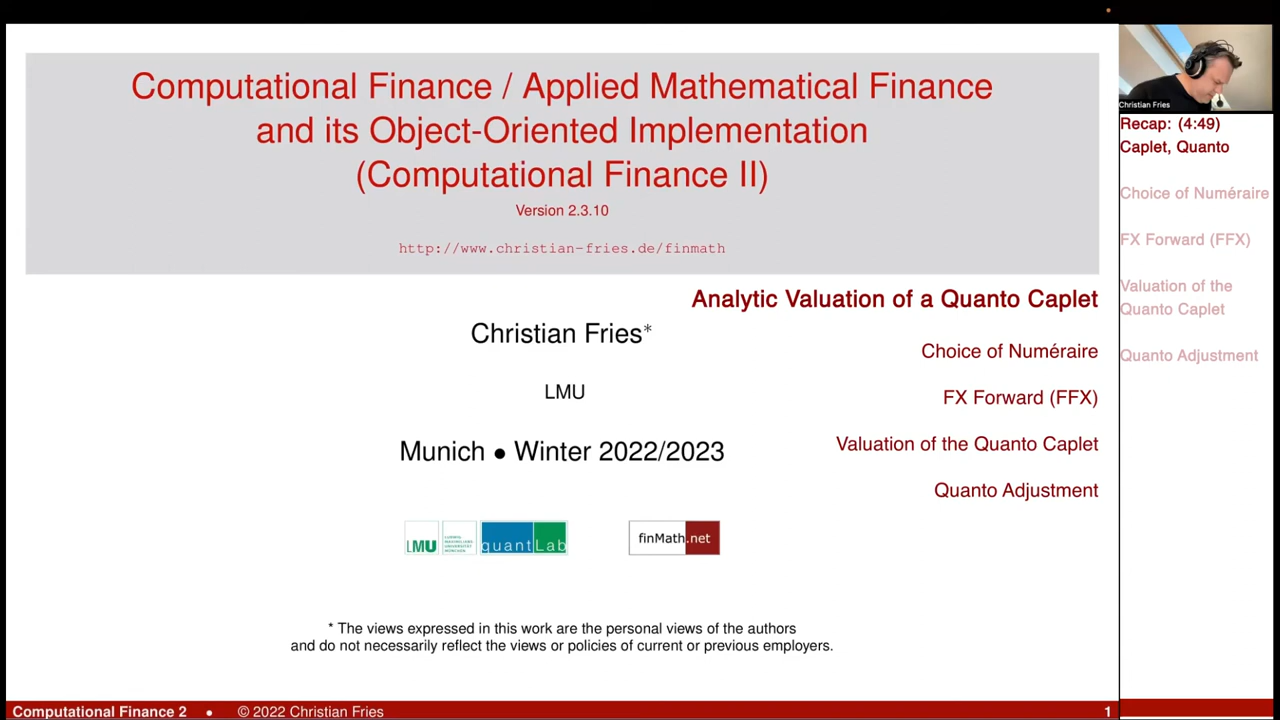 Computational Finance / Applied Mathematical Finance
and its Object-Oriented Implementation
(Computational Finance II)
Version 2.3.10
http://www.christian-fries.de/finmath
Analytic Valuation of a Quanto Caplet
Christian Fries*
Choice of Numéraire
LMU
FX Forward (FFX)
Munich • Winter 2022/2023
Valuation of the Quanto Caplet
Quanto Adjustment
LMU
quantLab
finMath.net
* The views expressed in this work are the personal views of the authors
and do not necessarily reflect the views or policies of current or previous employers.
Computational Finance 2 • © 2022 Christian Fries 1
Christian Fries
Recap: (4:49)
Caplet, Quanto
Choice of Numéraire
FX Forward (FFX)
Valuation of the
Quanto Caplet
Quanto Adjustment